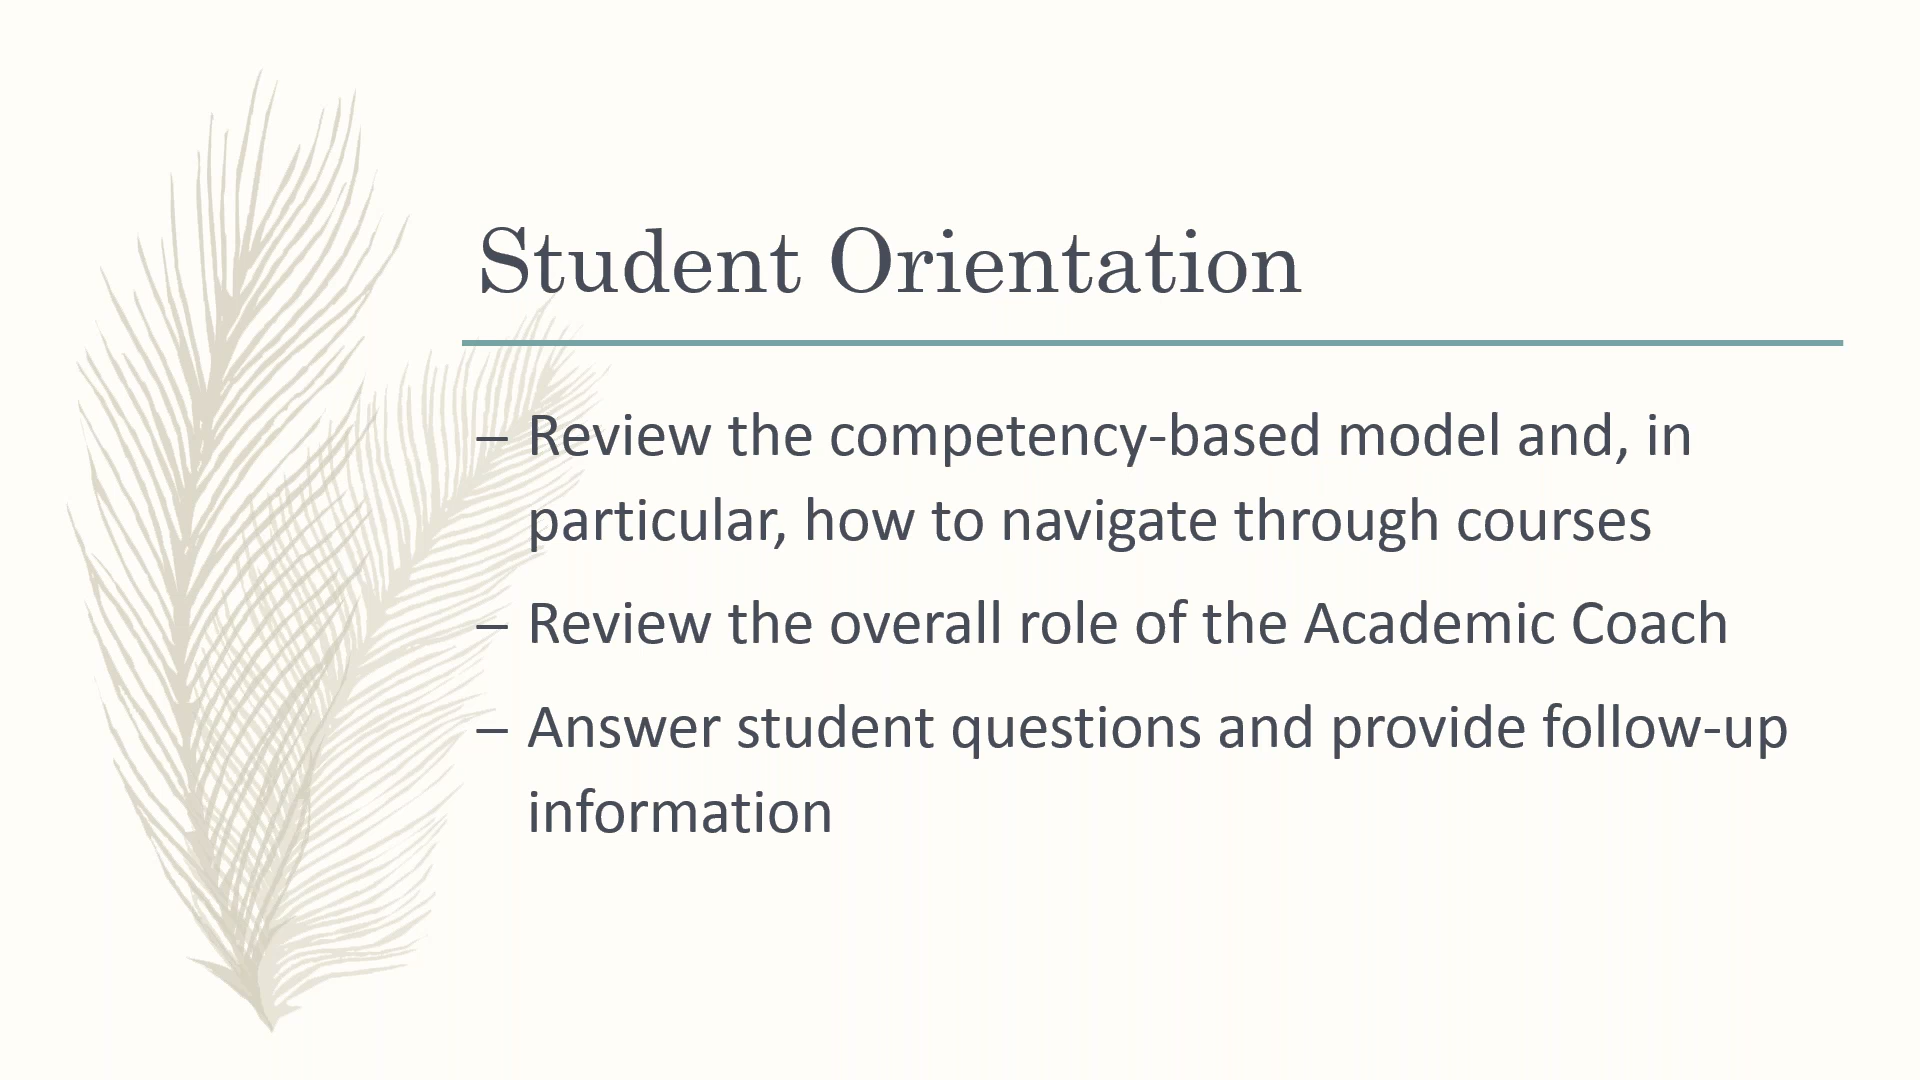 Student Orientation
– Review the competency-based model and, in
particular, how to navigate through courses
– Review the overall role of the Academic Coach
– Answer student questions and provide follow-up
information